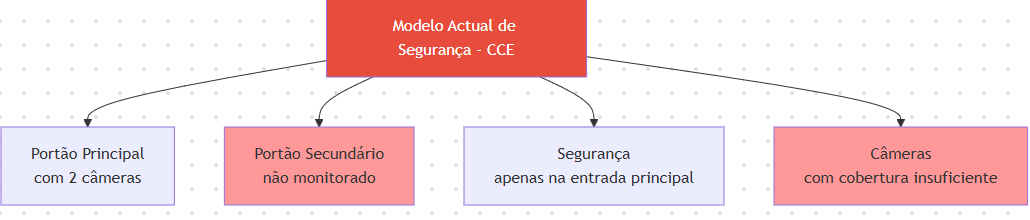 Modelo Actual de
Segurança - CCE
Portão Principal
com 2 câmeras
Portão Secundário
não monitorado
Segurança
apenas na entrada principal
Câmeras
com cobertura insuficiente